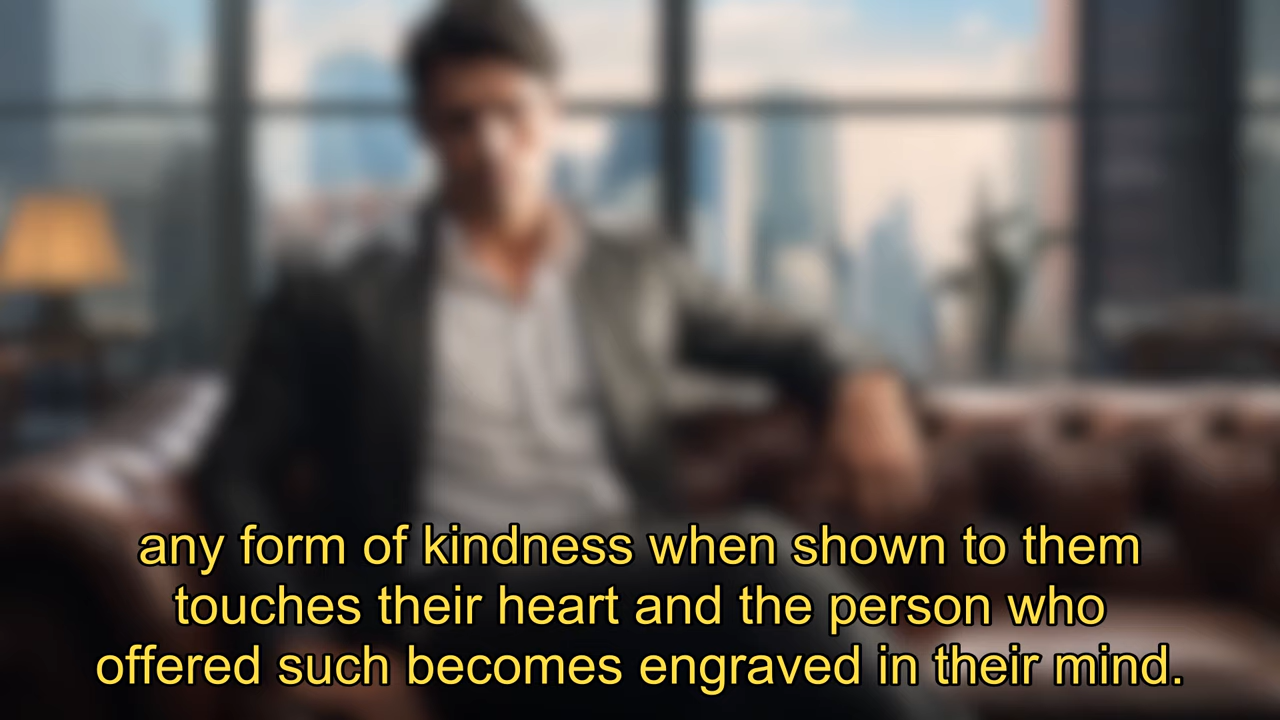 any form of kindness when shown to them
touches their heart and the person who
offered such becomes engraved in their mind.